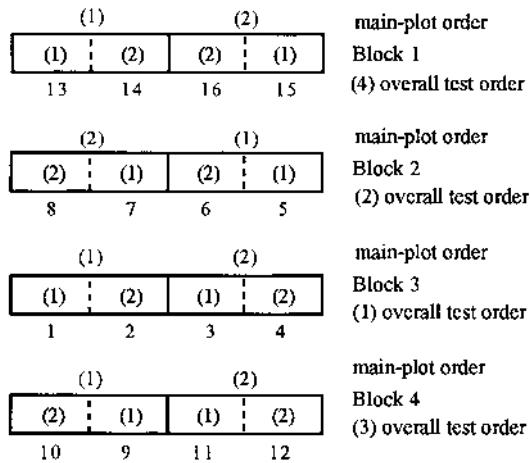 (1) (2) main-plot order
(1) (2) (2) (1) Block 1
13 14 16 15 (4) overall test order
(2) (1) main-plot order
(2) (1) (2) (1) Block 2
8 7 6 5 (2) overall test order
(1) (2) main-plot order
(1) (2) (1) (2) Block 3
1 2 3 4 (1) overall test order
(1) (2) main-plot order
(2) (1) (1) (2) Block 4
10 9 11 12 (3) overall test order